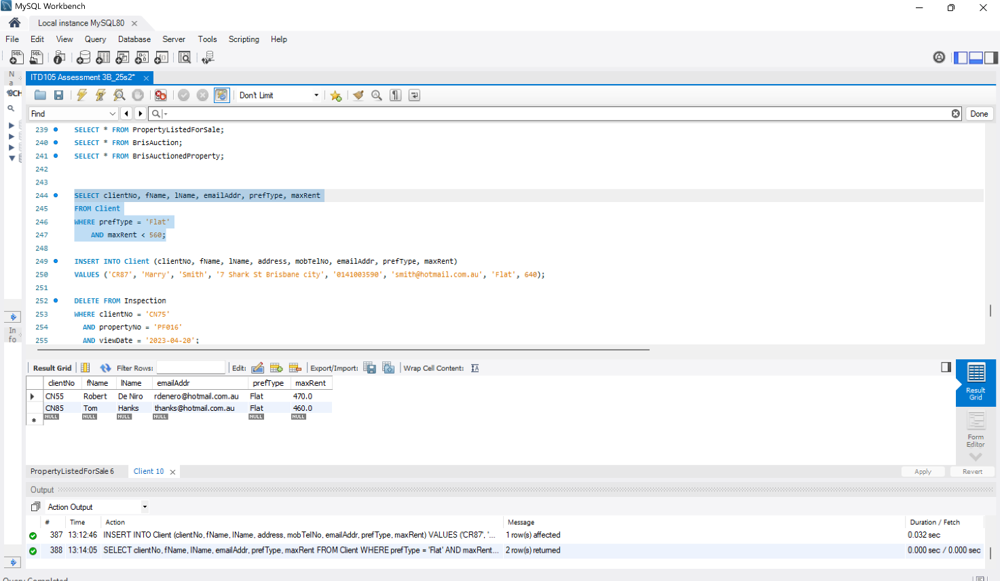 MySQL Workbench
Local instance MySQL80
File Edit View Query Database Server Tools Scripting Help
Na
CH
ITD105 Assessment 3B_25s2*
Don't Limit
Find
Done
239 SELECT * FROM PropertyListedForSale;
240 SELECT * FROM BrisAuction;
241 SELECT * FROM BrisAuctionedProperty;
242
243
244 SELECT clientNo, fName, lName, emailAddr, prefType, maxRent
245 FROM Client
246 WHERE prefType = 'Flat'
247 AND maxRent < 560;
248
249 INSERT INTO Client (clientNo, fName, lName, address, mobTelNo, emailAddr, prefType, maxRent)
250 VALUES ('CR87', 'Marry', 'Smith', '7 Shark St Brisbane city', '0141003590', 'smith@hotmail.com.au', 'Flat', 640);
251
252 DELETE FROM Inspection
253 WHERE clientNo = 'CN75'
254 AND propertyNo = 'PF016'
255 AND viewDate = '2023-04-20';
Info
Result Grid Filter Rows: Edit: Export/Import: Wrap Cell Content:
clientNo fName lName emailAddr prefType maxRent
CN55 Robert De Niro rdenero@hotmail.com.au Flat 470.0
CN85 Tom Hanks thanks@hotmail.com.au Flat 460.0
NULL NULL NULL NULL NULL NULL
Result
Grid
Form
Editor
PropertyListedForSale 6 Client 10
Apply Revert
Output
Action Output
# Time Action Message Duration / Fetch
387 13:12:46 INSERT INTO Client (clientNo, fName, lName, address, mobTelNo, emailAddr, prefType, maxRent) VALUES ('CR87', '... 1 row(s) affected 0.032 sec
388 13:14:05 SELECT clientNo, fName, lName, emailAddr, prefType, maxRent FROM Client WHERE prefType = 'Flat' AND maxRent... 2 row(s) returned 0.000 sec / 0.000 sec
Query Completed